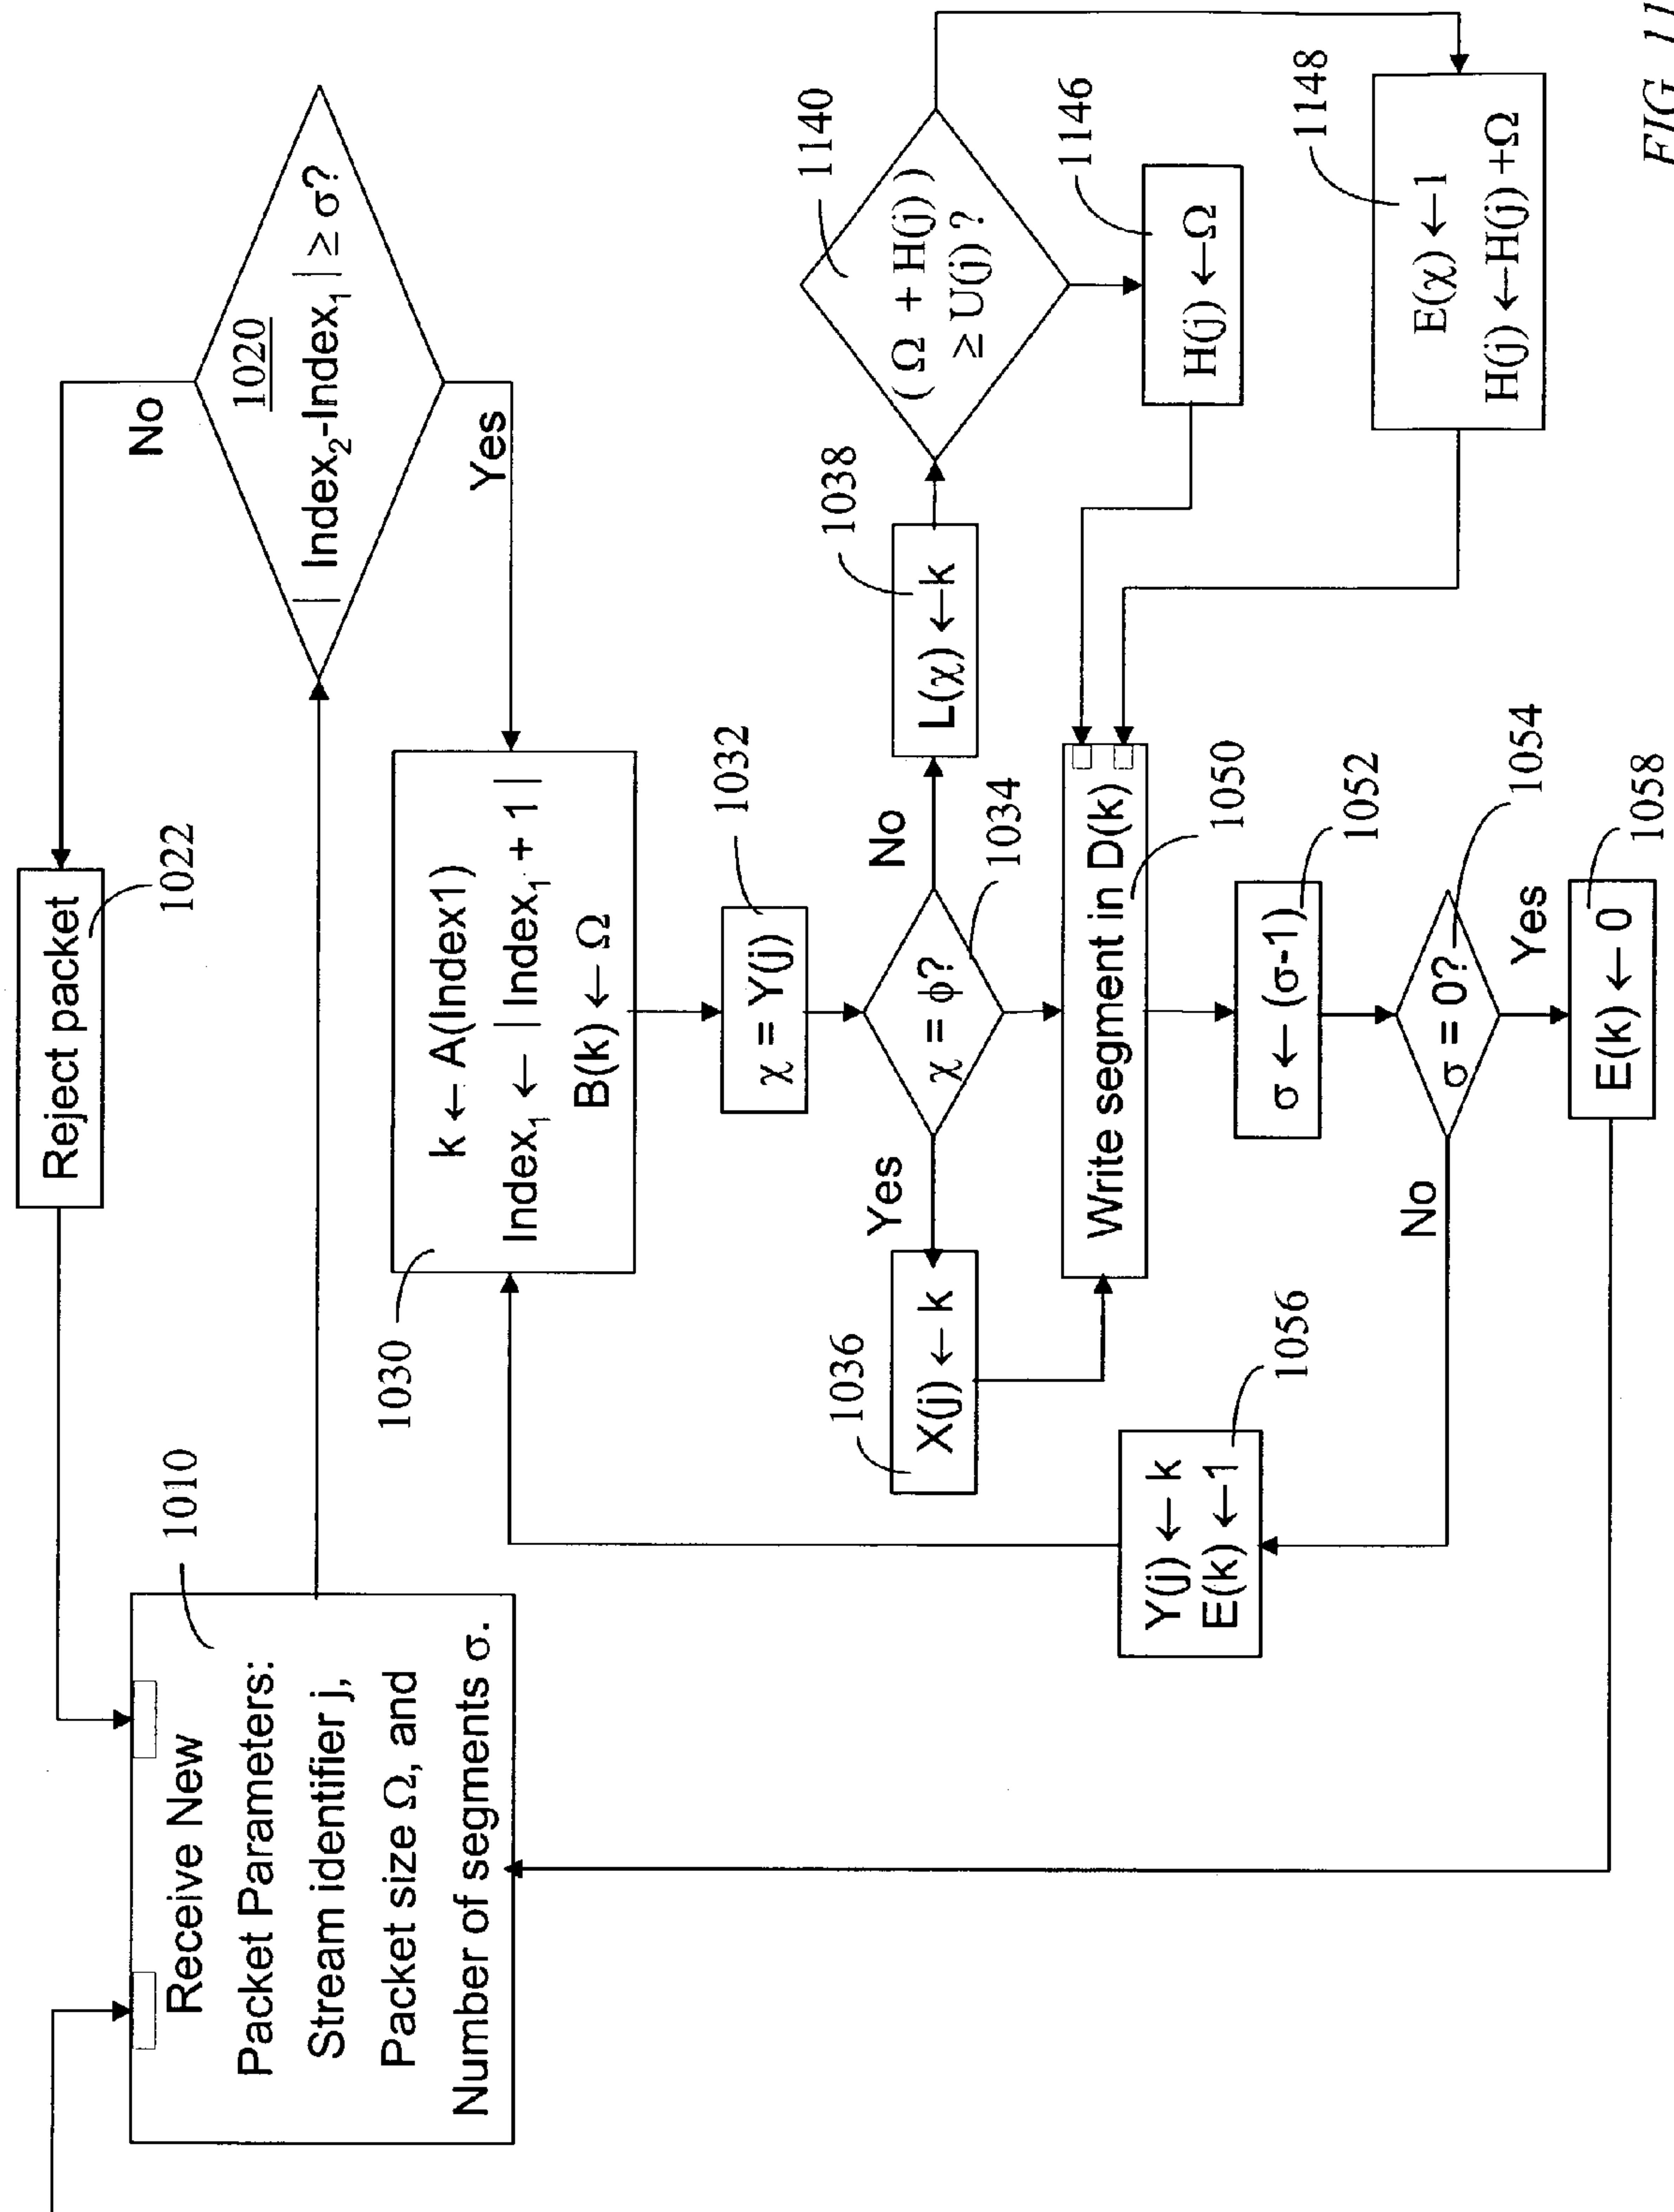 Receive New
Packet Parameters:
Stream identifier j,
Packet size Ω, and
Number of segments σ.
1010
Reject packet
1022
1020
| Index₂-Index₁ | ≥ σ?
No
Yes
1030
k ← A(Index1)
Index₁ ← | Index₁ + 1 |
B(k) ← Ω
χ = Y(j)
1032
χ = ϕ?
1034
Yes
No
1036
X(j) ← k
L(χ) ← k
1038
( Ω + H(j) )
≥ U(j) ?
1140
H(j) ← Ω
1146
E(χ) ← 1
H(j) ← H(j) + Ω
1148
Write segment in D(k)
1050
σ ← (σ-1)
1052
σ = 0?
1054
No
Yes
Y(j) ← k
E(k) ← 1
1056
E(k) ← 0
1058
FIG. 11